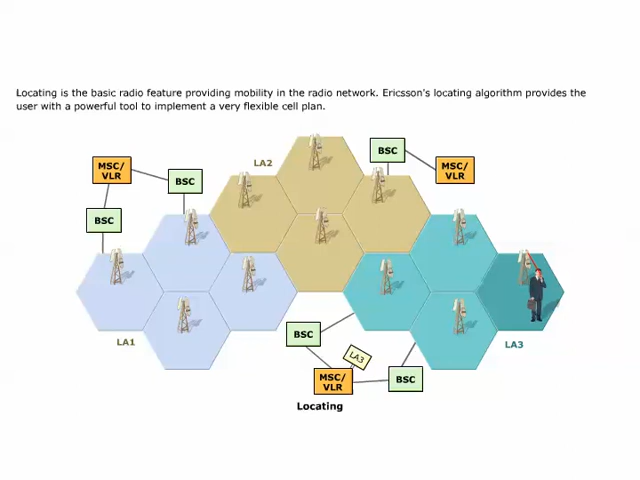 Locating is the basic radio feature providing mobility in the radio network. Ericsson's locating algorithm provides the
user with a powerful tool to implement a very flexible cell plan.
BSC
LA2
MSC/
VLR
MSC/
VLR
BSC
BSC
BSC
LA1
LA3
LA3
MSC/
VLR
BSC
Locating